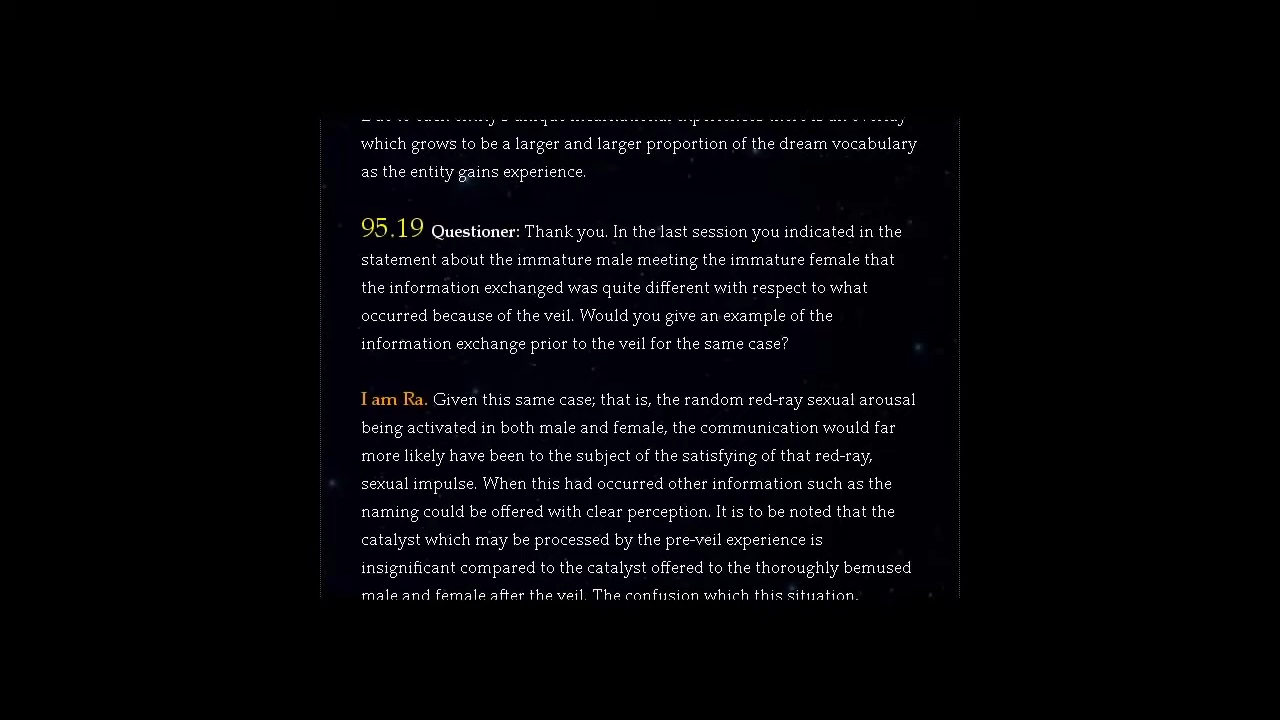 which grows to be a larger and larger proportion of the dream vocabulary
as the entity gains experience.
95.19 Questioner: Thank you. In the last session you indicated in the
statement about the immature male meeting the immature female that
the information exchanged was quite different with respect to what
occurred because of the veil. Would you give an example of the
information exchange prior to the veil for the same case?
I am Ra. Given this same case; that is, the random red-ray sexual arousal
being activated in both male and female, the communication would far
more likely have been to the subject of the satisfying of that red-ray,
sexual impulse. When this had occurred other information such as the
naming could be offered with clear perception. It is to be noted that the
catalyst which may be processed by the pre-veil experience is
insignificant compared to the catalyst offered to the thoroughly bemused
male and female after the veil. The confusion which this situation,